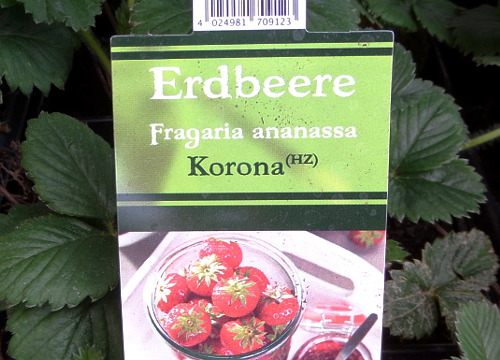 4 024981 709123
Erdbeere
Fragaria ananassa
Korona(HZ)